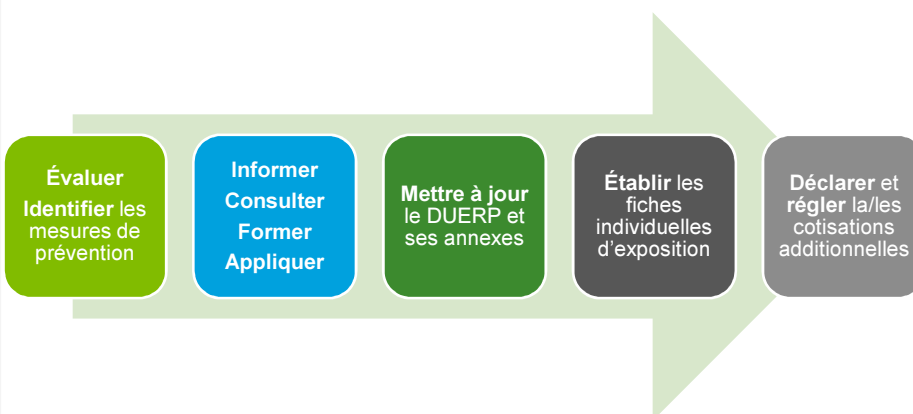 Évaluer
Identifier les
mesures de
prévention
Informer
Consulter
Former
Appliquer
Mettre à jour
le DUERP et
ses annexes
Établir les
fiches
individuelles
d’exposition
Déclarer et
régler la/les
cotisations
additionnelles